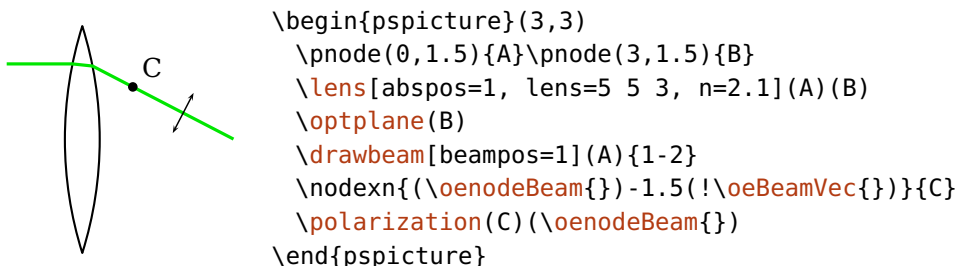 C
\begin{pspicture}(3,3)
  \pnode(0,1.5){A}\pnode(3,1.5){B}
  \lens[abspos=1, lens=5 5 3, n=2.1](A)(B)
  \optplane(B)
  \drawbeam[beampos=1](A){1-2}
  \nodexn{(\oenodeBeam{})-1.5(!\oeBeamVec{})}{C}
  \polarization(C)(\oenodeBeam{})
\end{pspicture}